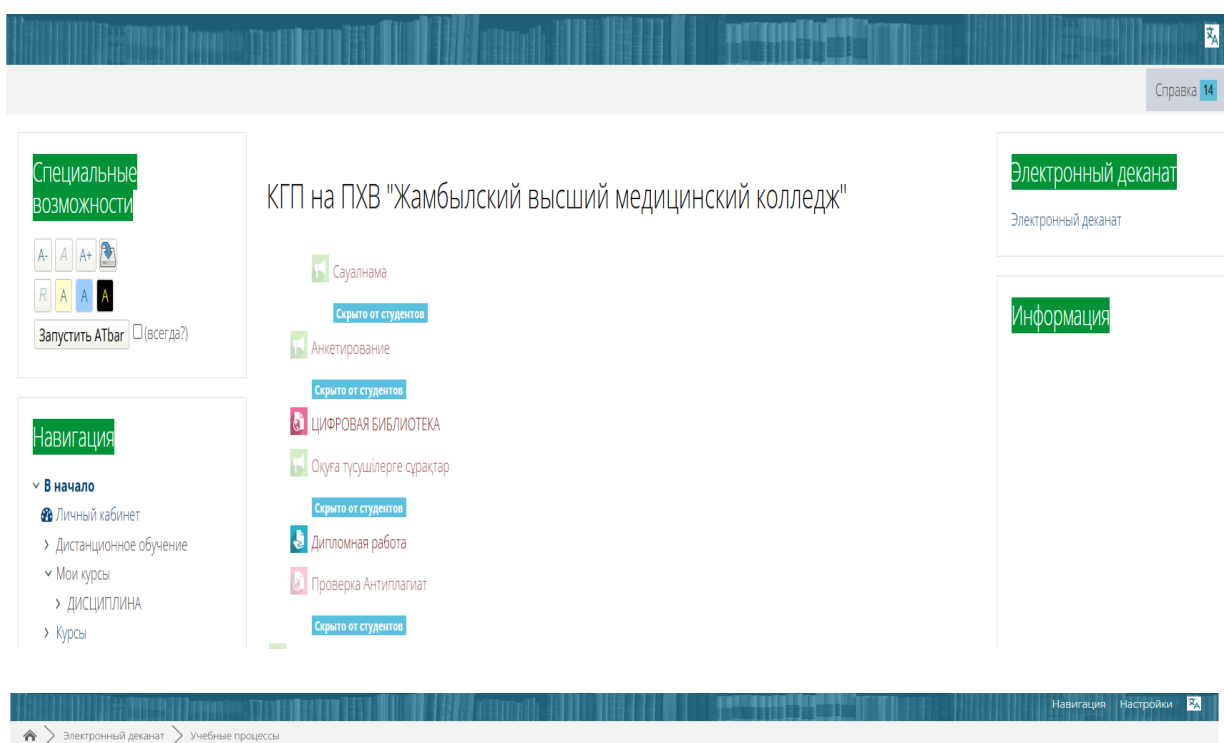 Справка 14
Специальные
возможности
A- A A+
R A A A
Запустить ATbar (всегда?)
Навигация
В начало
Личный кабинет
Дистанционное обучение
Мои курсы
ДИСЦИПЛИНА
Курсы
КГП на ПХВ "Жамбылский высший медицинский колледж"
Сауалнама
Скрыто от студентов
Анкетирование
Скрыто от студентов
ЦИФРОВАЯ БИБЛИОТЕКА
Оқуға түсушілерге сұрақтар
Скрыто от студентов
Дипломная работа
Проверка Антиплагиат
Скрыто от студентов
Электронный деканат
Электронный деканат
Информация
Навигация Настройки
Электронный деканат Учебные процессы